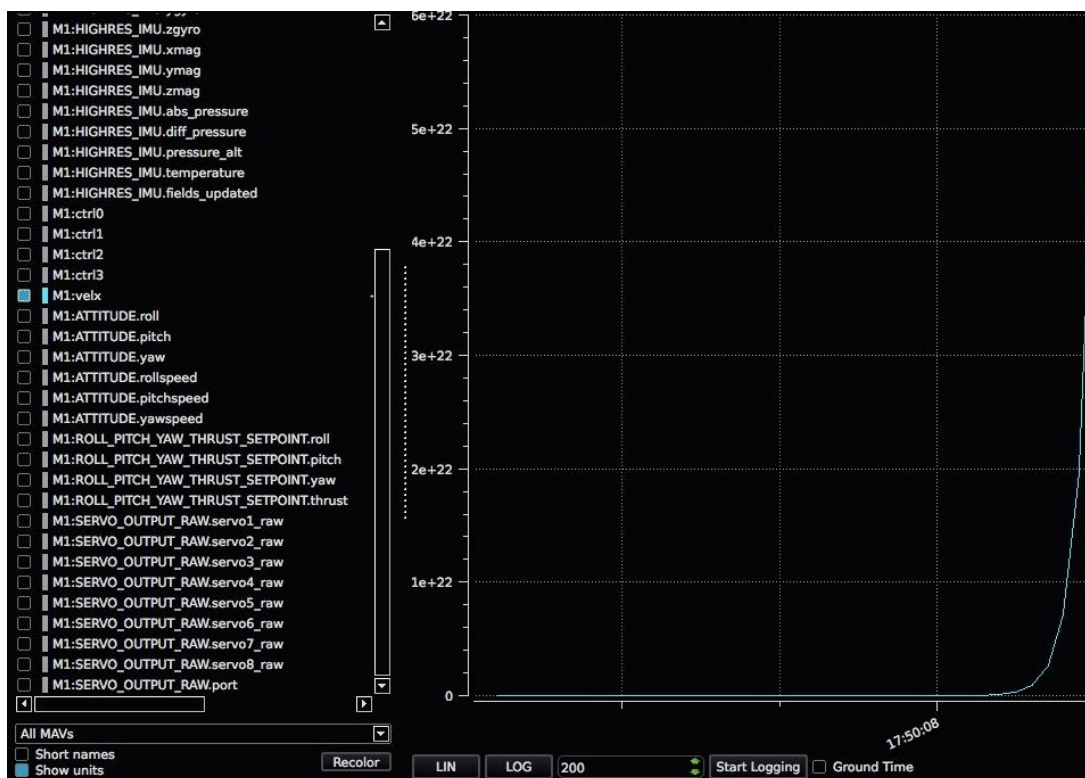 M1:HIGHRES_IMU.zgyro
M1:HIGHRES_IMU.xmag
M1:HIGHRES_IMU.ymag
M1:HIGHRES_IMU.zmag
M1:HIGHRES_IMU.abs_pressure
M1:HIGHRES_IMU.diff_pressure
M1:HIGHRES_IMU.pressure_alt
M1:HIGHRES_IMU.temperature
M1:HIGHRES_IMU.fields_updated
M1:ctrl0
M1:ctrl1
M1:ctrl2
M1:ctrl3
M1:velx
M1:ATTITUDE.roll
M1:ATTITUDE.pitch
M1:ATTITUDE.yaw
M1:ATTITUDE.rollspeed
M1:ATTITUDE.pitchspeed
M1:ATTITUDE.yawspeed
M1:ROLL_PITCH_YAW_THRUST_SETPOINT.roll
M1:ROLL_PITCH_YAW_THRUST_SETPOINT.pitch
M1:ROLL_PITCH_YAW_THRUST_SETPOINT.yaw
M1:ROLL_PITCH_YAW_THRUST_SETPOINT.thrust
M1:SERVO_OUTPUT_RAW.servo1_raw
M1:SERVO_OUTPUT_RAW.servo2_raw
M1:SERVO_OUTPUT_RAW.servo3_raw
M1:SERVO_OUTPUT_RAW.servo4_raw
M1:SERVO_OUTPUT_RAW.servo5_raw
M1:SERVO_OUTPUT_RAW.servo6_raw
M1:SERVO_OUTPUT_RAW.servo7_raw
M1:SERVO_OUTPUT_RAW.servo8_raw
M1:SERVO_OUTPUT_RAW.port
All MAVs
Short names
Show units
Recolor
6e+22
5e+22
4e+22
3e+22
2e+22
1e+22
0
17:50:08
LIN
LOG
200
Start Logging
Ground Time